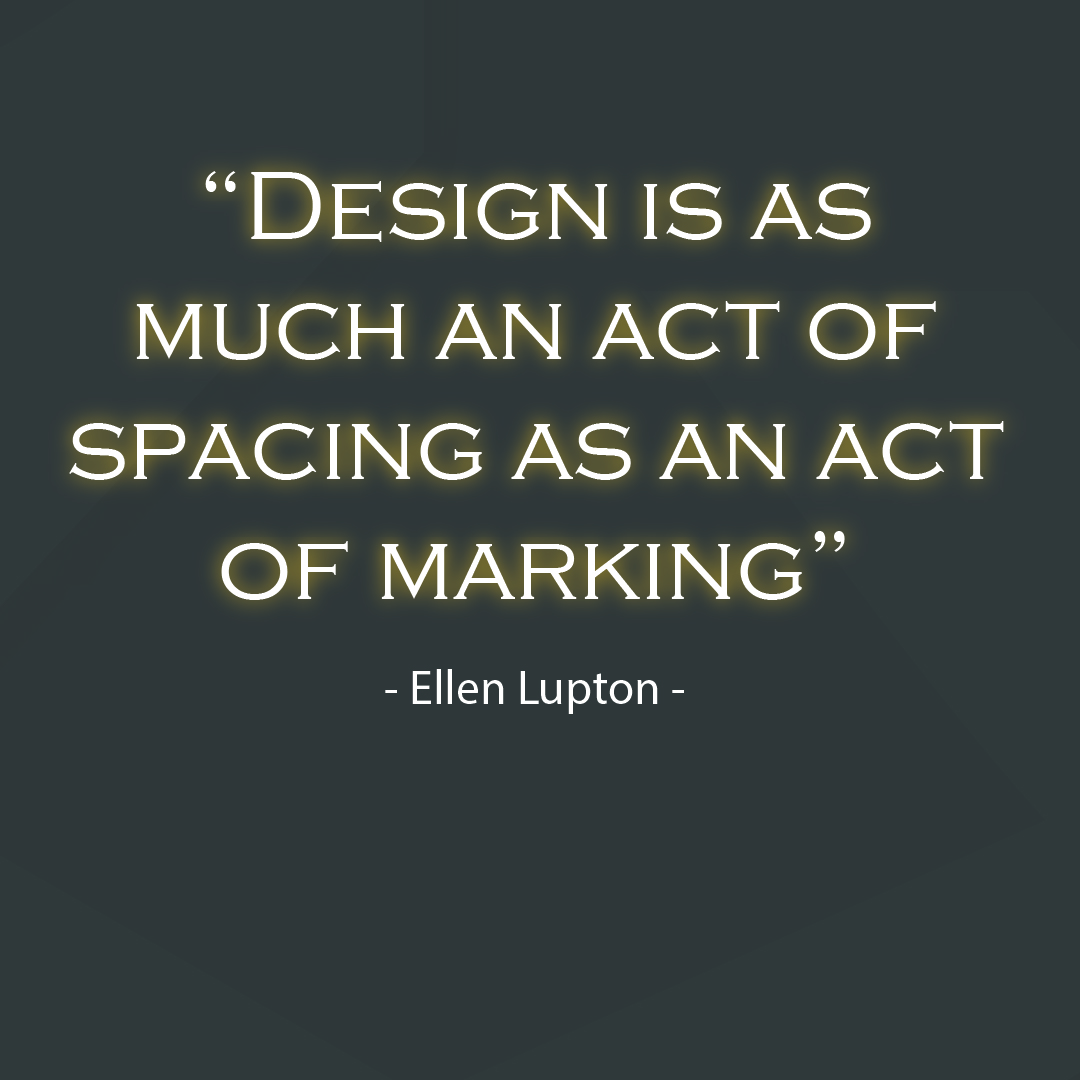 “Design is as
much an act of
spacing as an act
of marking”
- Ellen Lupton -